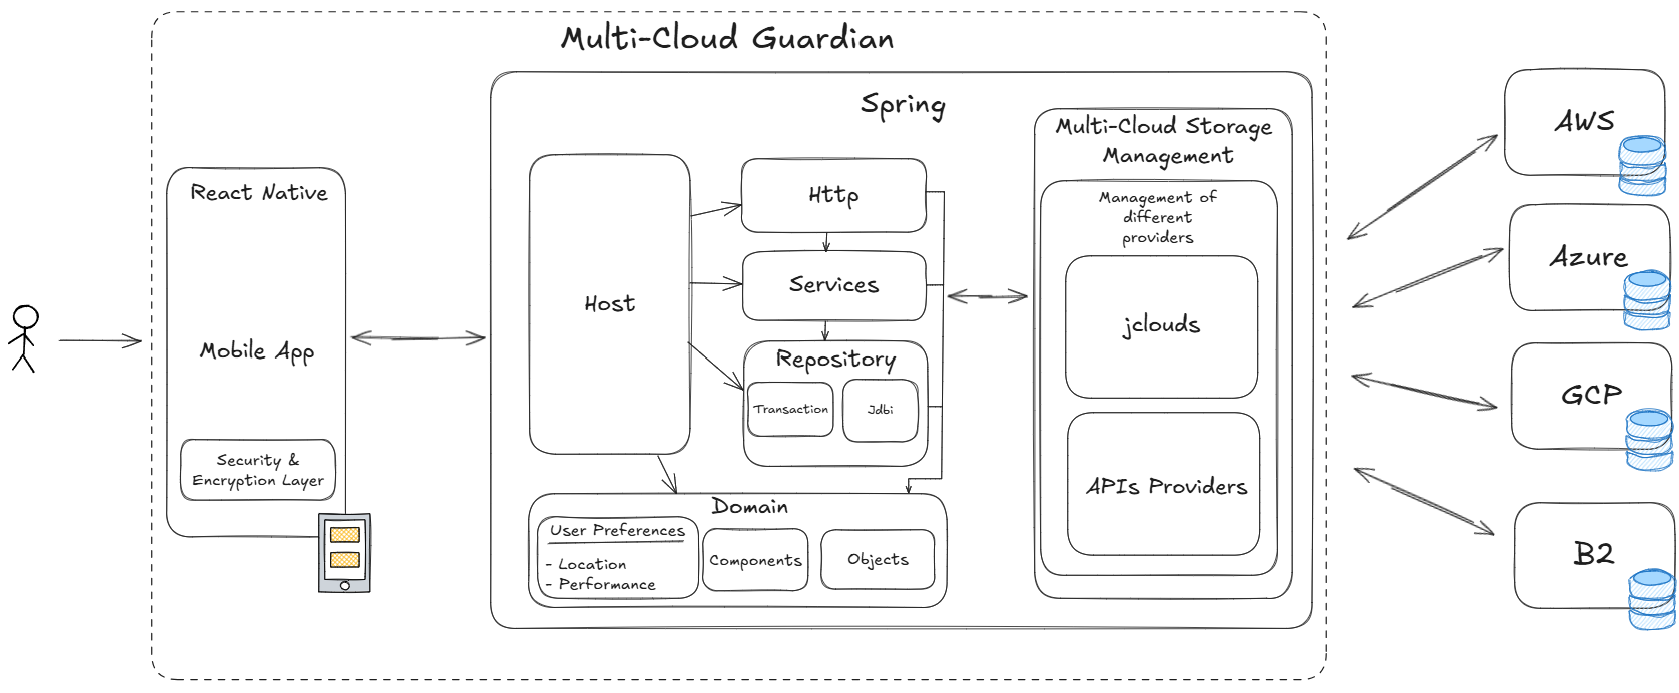 Multi-Cloud Guardian
React Native
Mobile App
Security &
Encryption Layer
Spring
Host
Http
Services
Repository
Transaction
Jdbi
Domain
User Preferences
- Location
- Performance
Components
Objects
Multi-Cloud Storage
Management
Management of
different
providers
jclouds
APIs Providers
AWS
Azure
GCP
B2